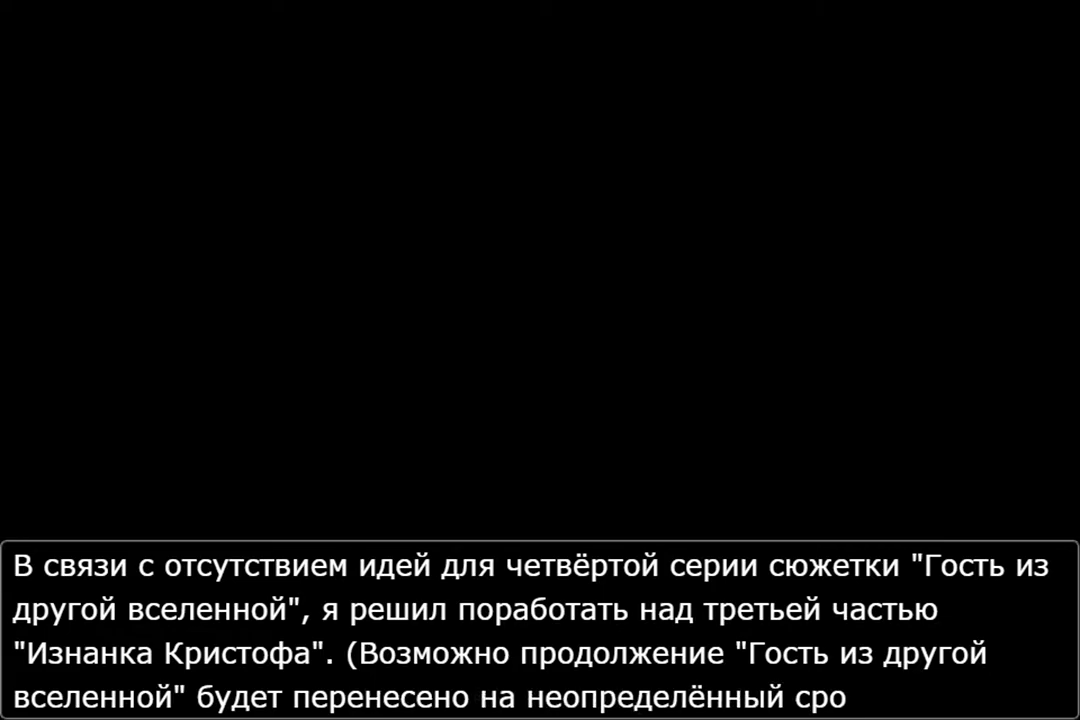 В связи с отсутствием идей для четвёртой серии сюжетки "Гость из
другой вселенной", я решил поработать над третьей частью
"Изнанка Кристофа". (Возможно продолжение "Гость из другой
вселенной" будет перенесено на неопределённый сро